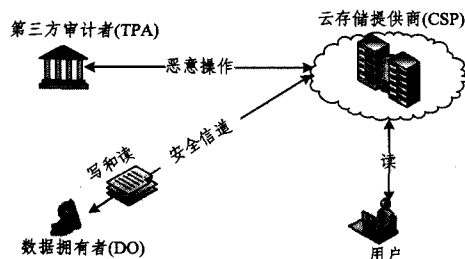 第三方审计者(TPA)
云存储提供商(CSP)
恶意操作
写和读
安全信道
读
数据拥有者(DO)
用户